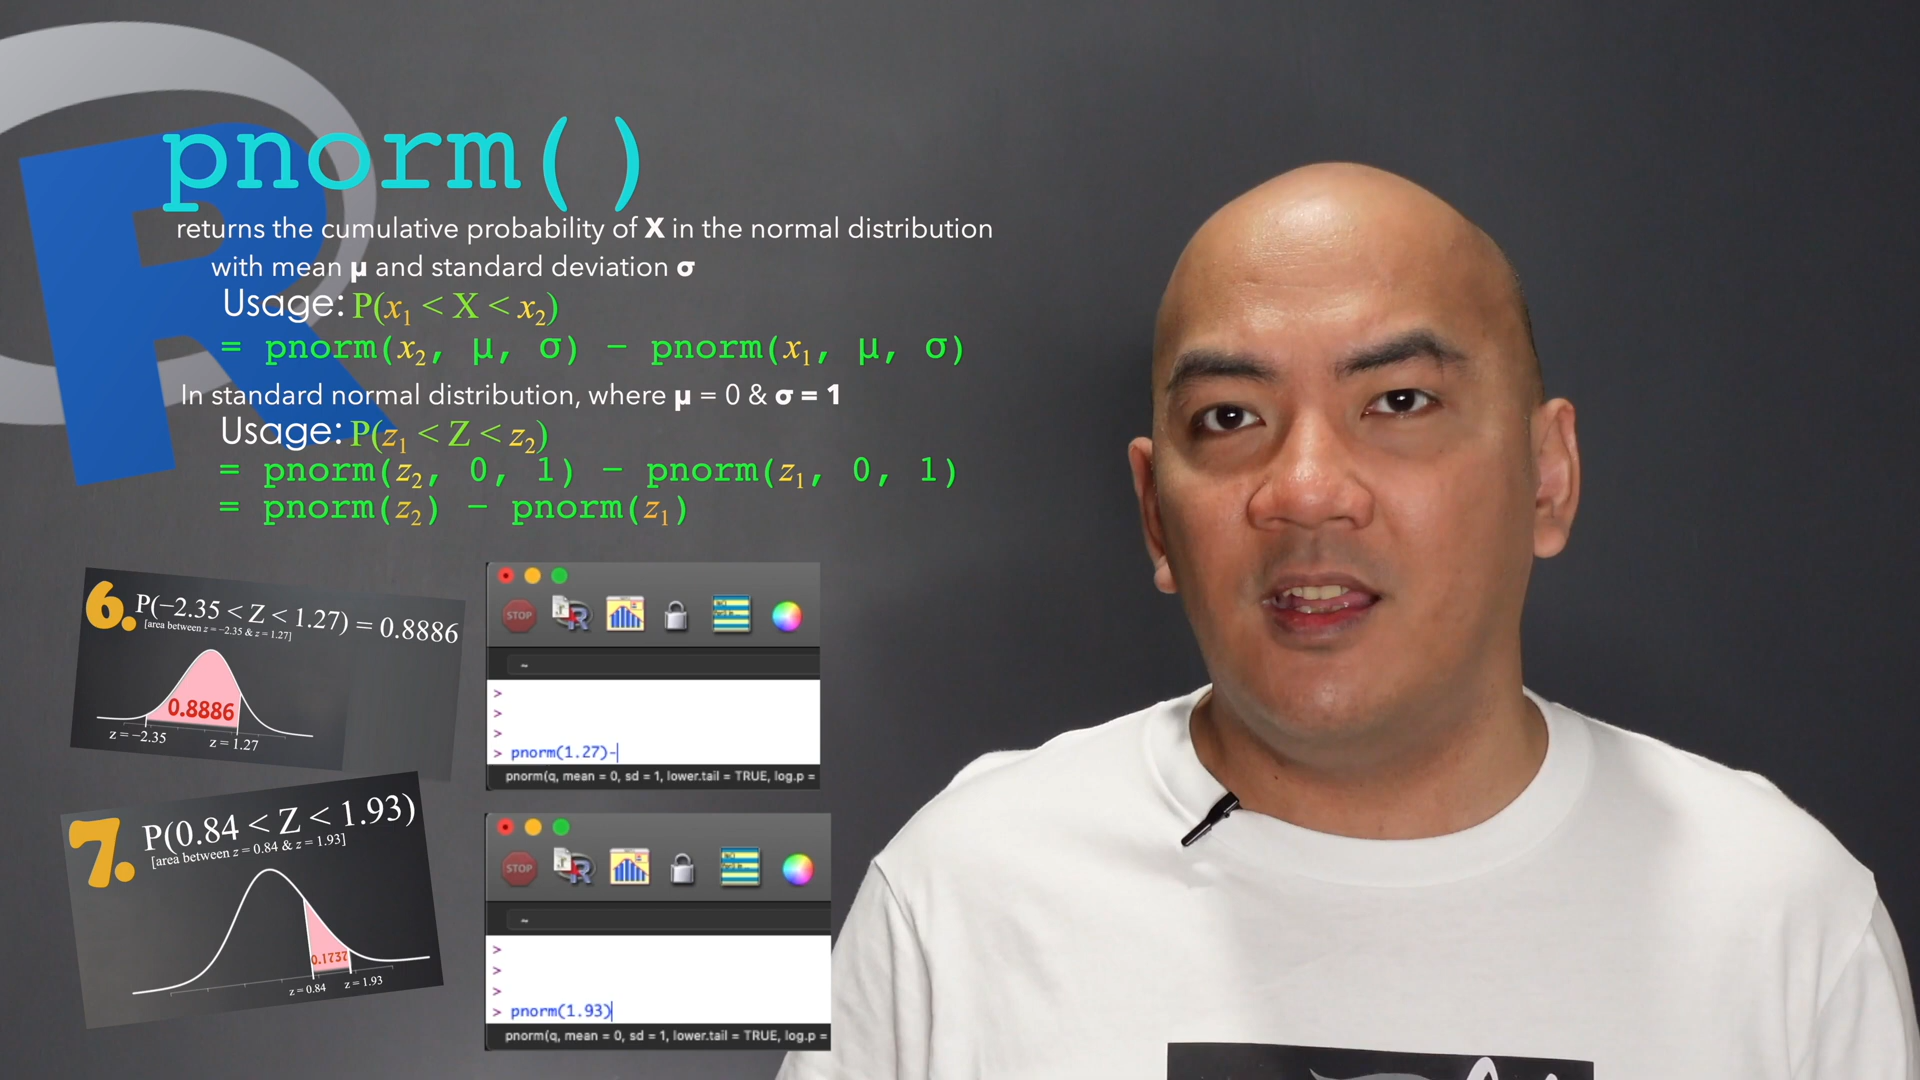 R
pnorm()
returns the cumulative probability of X in the normal distribution
with mean μ and standard deviation σ
Usage: P(x₁ < X < x₂)
= pnorm(x₂, μ, σ) − pnorm(x₁, μ, σ)
In standard normal distribution, where μ = 0 & σ = 1
Usage: P(z₁ < Z < z₂)
= pnorm(z₂, 0, 1) − pnorm(z₁, 0, 1)
= pnorm(z₂) − pnorm(z₁)
6. P(−2.35 < Z < 1.27) = 0.8886
[area between z = −2.35 & z = 1.27]
0.8886
z = −2.35 z = 1.27
STOP R
~
>
>
>
> pnorm(1.27)-
pnorm(q, mean = 0, sd = 1, lower.tail = TRUE, log.p =
7. P(0.84 < Z < 1.93)
[area between z = 0.84 & z = 1.93]
0.1737
z = 0.84 z = 1.93
STOP R
~
>
>
>
> pnorm(1.93)
pnorm(q, mean = 0, sd = 1, lower.tail = TRUE, log.p =